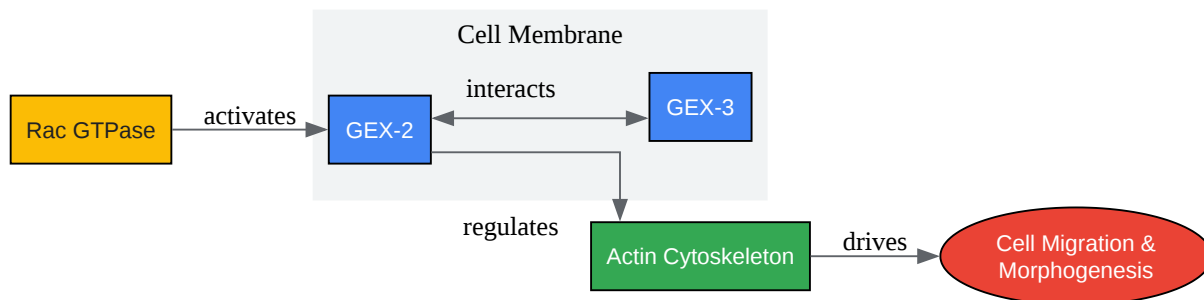 Cell Membrane
Rac GTPase
activates
GEX-2
interacts
GEX-3
regulates
Actin Cytoskeleton
drives
Cell Migration &
Morphogenesis